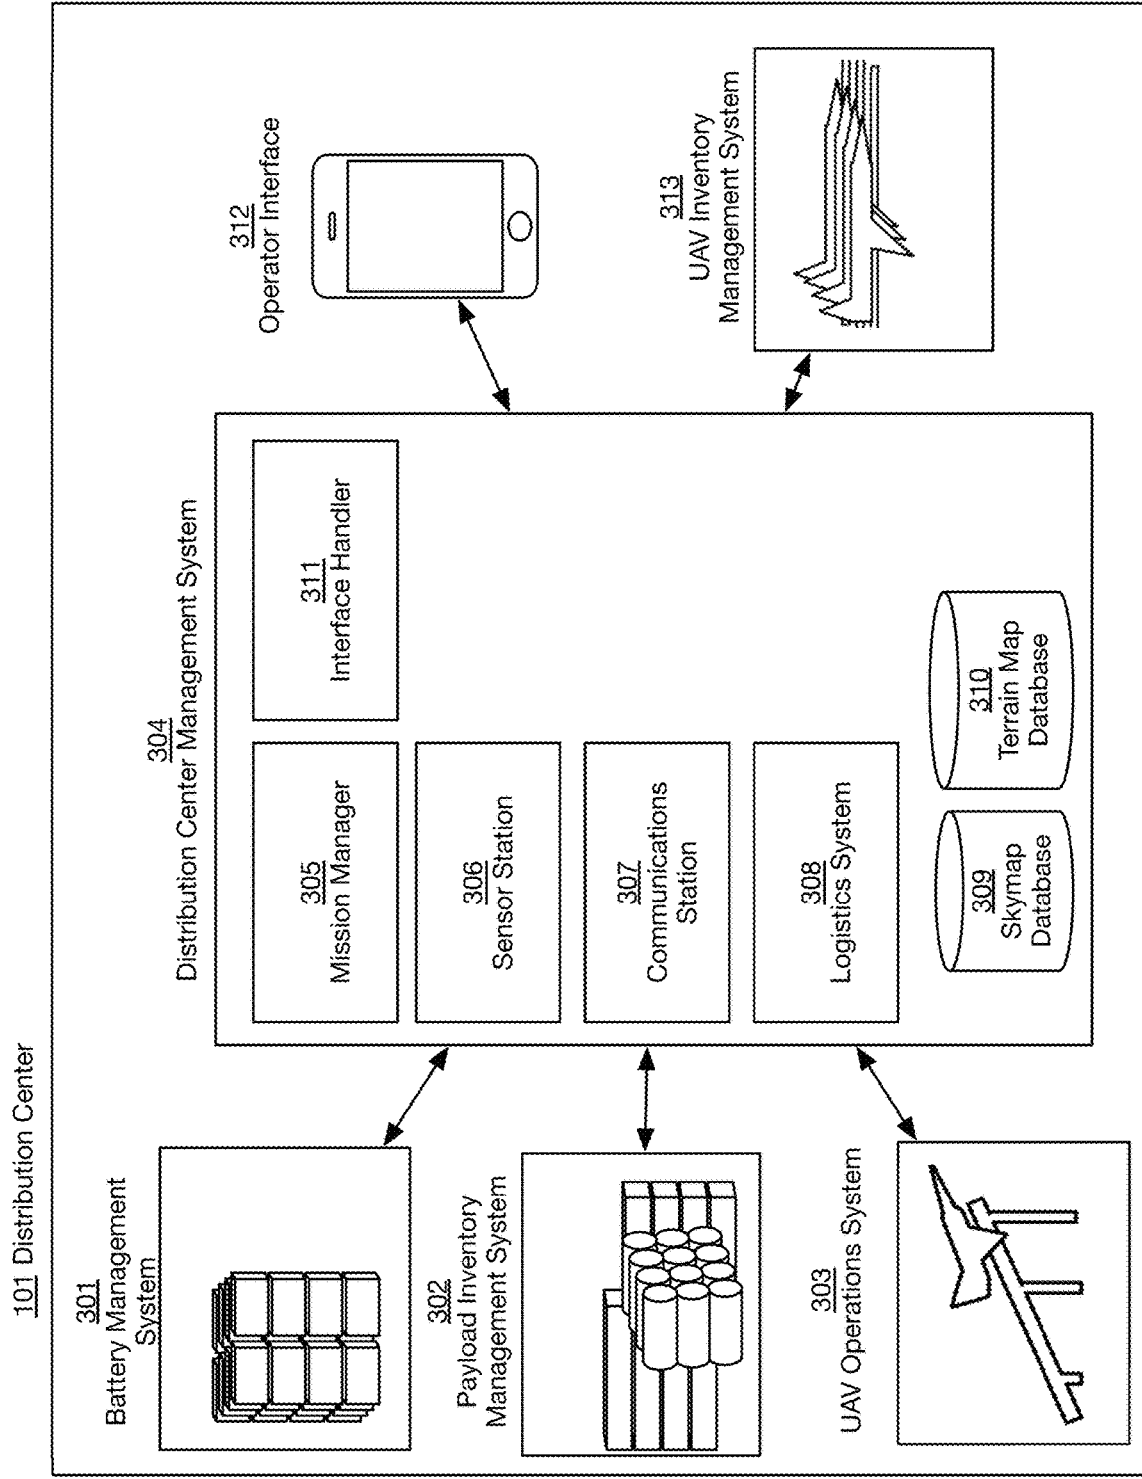 101 Distribution Center
301
Battery Management
System
302
Payload Inventory
Management System
303
UAV Operations System
304
Distribution Center Management System
305
Mission Manager
306
Sensor Station
307
Communications
Station
308
Logistics System
309
Skymap
Database
310
Terrain Map
Database
311
Interface Handler
312
Operator Interface
313
UAV Inventory
Management System